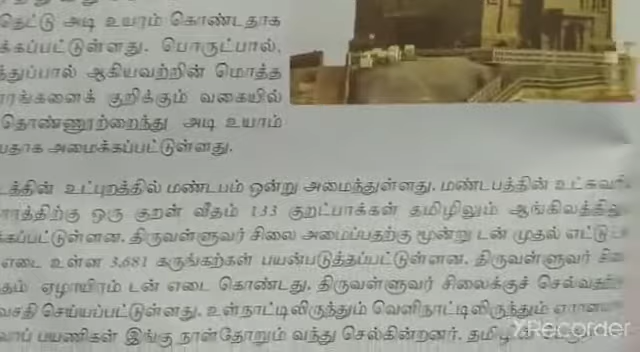 தெட்டு அடி உயரம் கொண்டதாக
க்கப்பட்டுள்ளது. பொருட்பால்,
த்துப்பால் ஆகியவற்றின் மொத்த
ரங்களைக் குறிக்கும் வகையில்
தொண்ணூற்றைந்து அடி உயரம்
பதாக அமைக்கப்பட்டுள்ளது.
டத்தின் உட்புறத்தில் மண்டபம் ஒன்று அமைந்துள்ளது. மண்டபத்தின் உட்சுவரி
ாரத்திற்கு ஒரு குறள் வீதம் 133 குறட்பாக்கள் தமிழிலும் ஆங்கிலத்தி
க்கப்பட்டுள்ளன. திருவள்ளுவர் சிலை அமைப்பதற்கு மூன்று டன் முதல் எட்டு
எடை உள்ள 3,681 கருங்கற்கள் பயன்படுத்தப்பட்டுள்ளன. திருவள்ளுவர் சி
தம் ஏழாயிரம் டன் எடை கொண்டது. திருவள்ளுவர் சிலைக்குச் செல்வத
வசதி செய்யப்பட்டுள்ளது. உள்நாட்டிலிருந்தும் வெளிநாட்டிலிருந்தும் ஏராள
லாப் பயணிகள் இங்கு நாள்தோறும் வந்து செல்கின்றனர்.
XRecorder